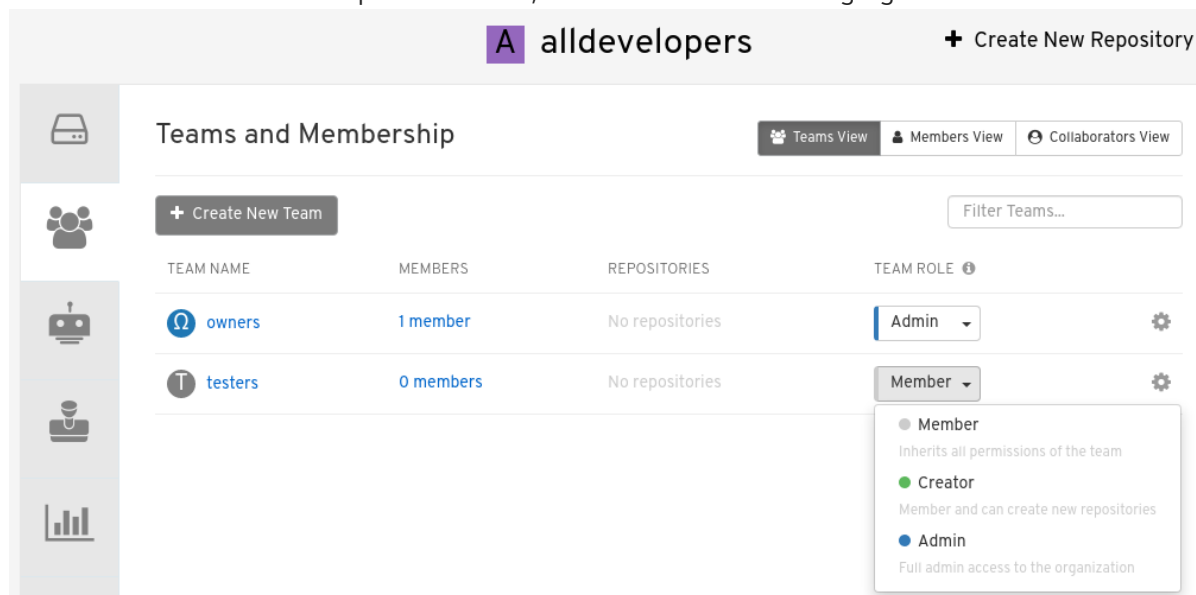 A alldevelopers
+ Create New Repository
Teams and Membership
Teams View
Members View
Collaborators View
+ Create New Team
Filter Teams...
TEAM NAME MEMBERS REPOSITORIES TEAM ROLE
Ω owners 1 member No repositories Admin
T testers 0 members No repositories Member
Member
Inherits all permissions of the team
Creator
Member and can create new repositories
Admin
Full admin access to the organization